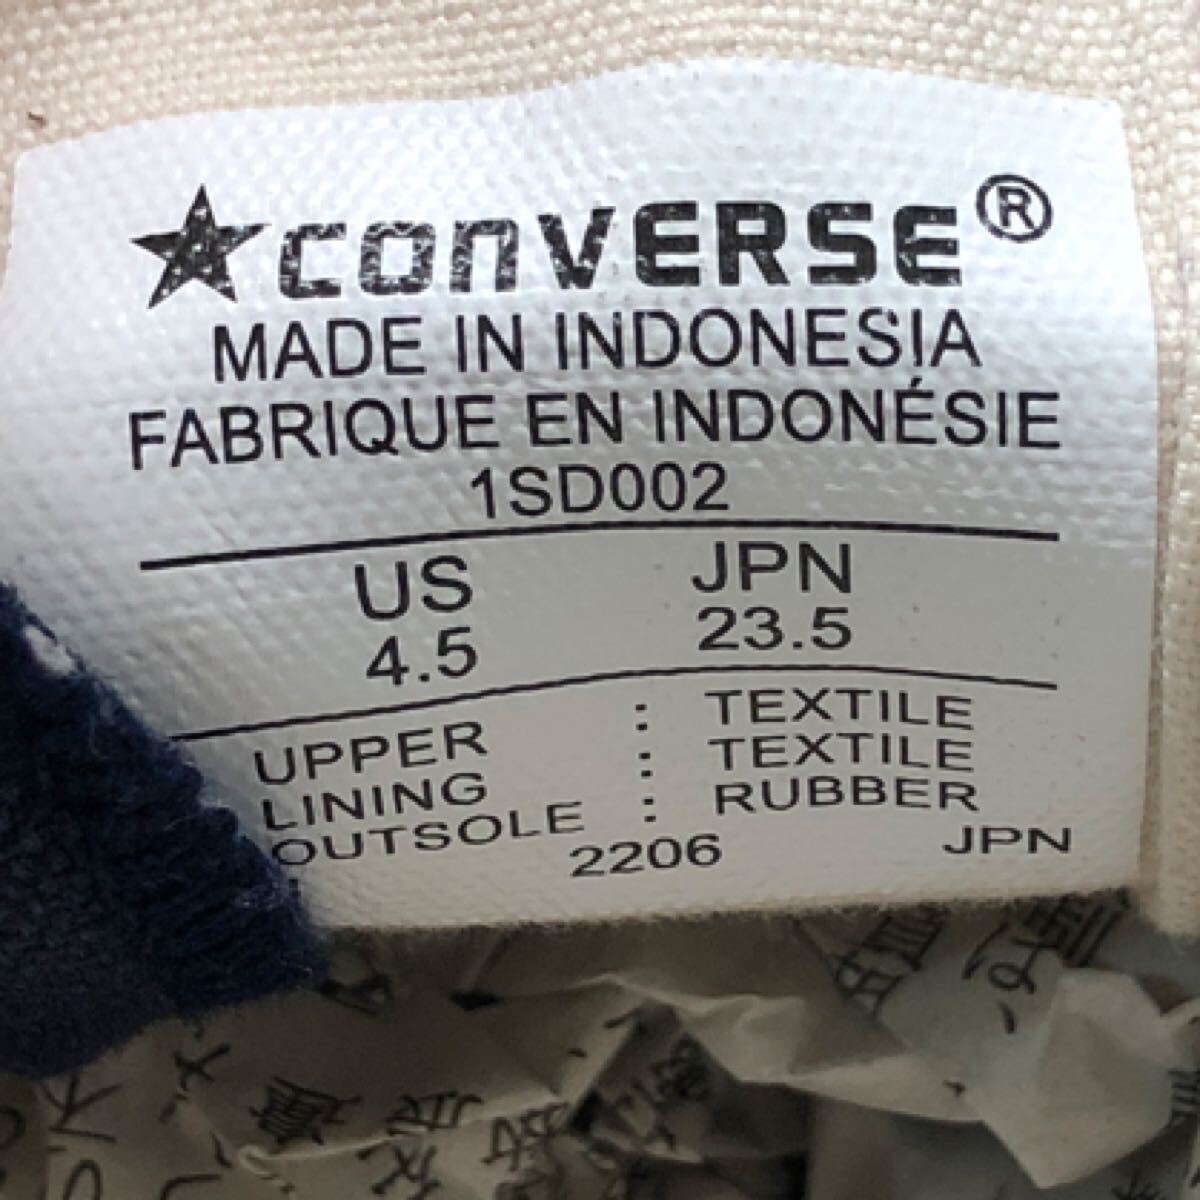 ★CONVERSE®
MADE IN INDONESIA
FABRIQUE EN INDONÉSIE
1SD002
US JPN
4.5 23.5
UPPER : TEXTILE
LINING : TEXTILE
OUTSOLE : RUBBER
2206 JPN